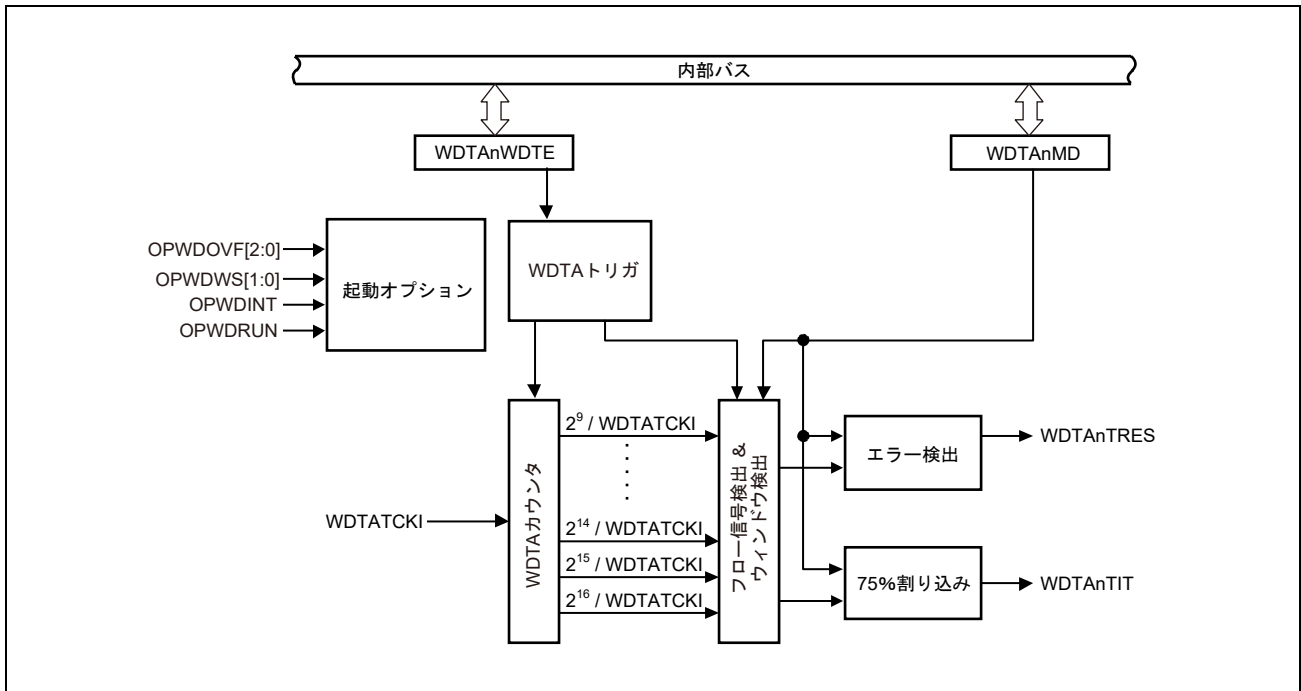 内部バス
WDTAnWDTE
WDTAnMD
OPWDOVF[2:0]
OPWDWS[1:0]
OPWDINT
OPWDRUN
起動オプション
WDTAトリガ
WDTATCKI
WDTAカウンタ
2⁹ / WDTATCKI
2¹⁴ / WDTATCKI
2¹⁵ / WDTATCKI
2¹⁶ / WDTATCKI
フロー信号検出 &
ウィンドウ検出
エラー検出
WDTAnTRES
75%割り込み
WDTAnTIT